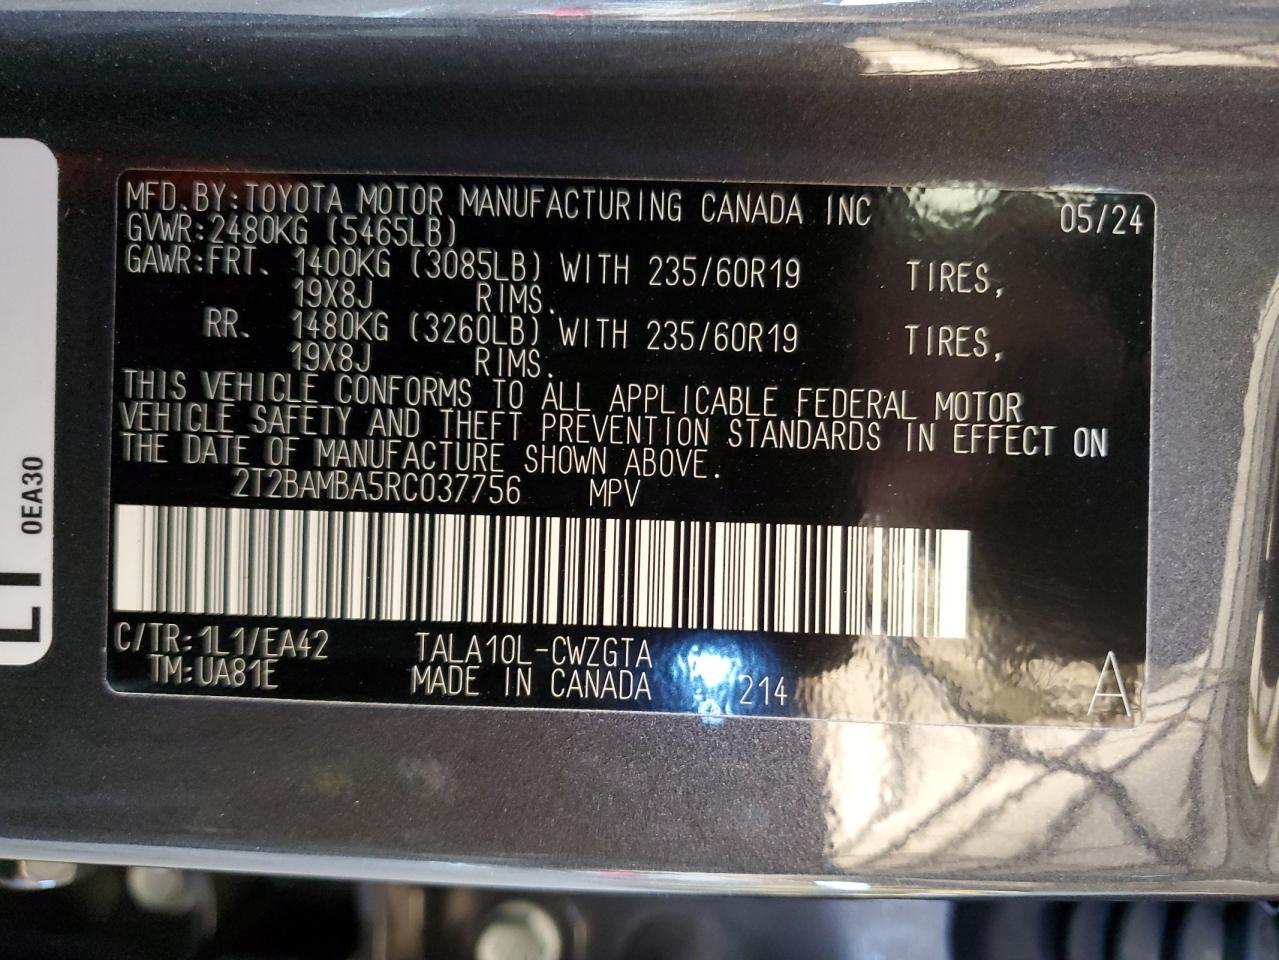 MFD.BY:TOYOTA MOTOR MANUFACTURING CANADA INC 05/24
GVWR:2480KG (5465LB)
GAWR:FRT. 1400KG (3085LB) WITH 235/60R19 TIRES,
19X8J RIMS.
RR. 1480KG (3260LB) WITH 235/60R19 TIRES,
19X8J RIMS.
THIS VEHICLE CONFORMS TO ALL APPLICABLE FEDERAL MOTOR
VEHICLE SAFETY AND THEFT PREVENTION STANDARDS IN EFFECT ON
THE DATE OF MANUFACTURE SHOWN ABOVE.
2T2BAMBA5RC037756 MPV
C/TR:1L1/EA42 TALA10L-CWZGTA
TM:UA81E MADE IN CANADA 214 A
0EA30